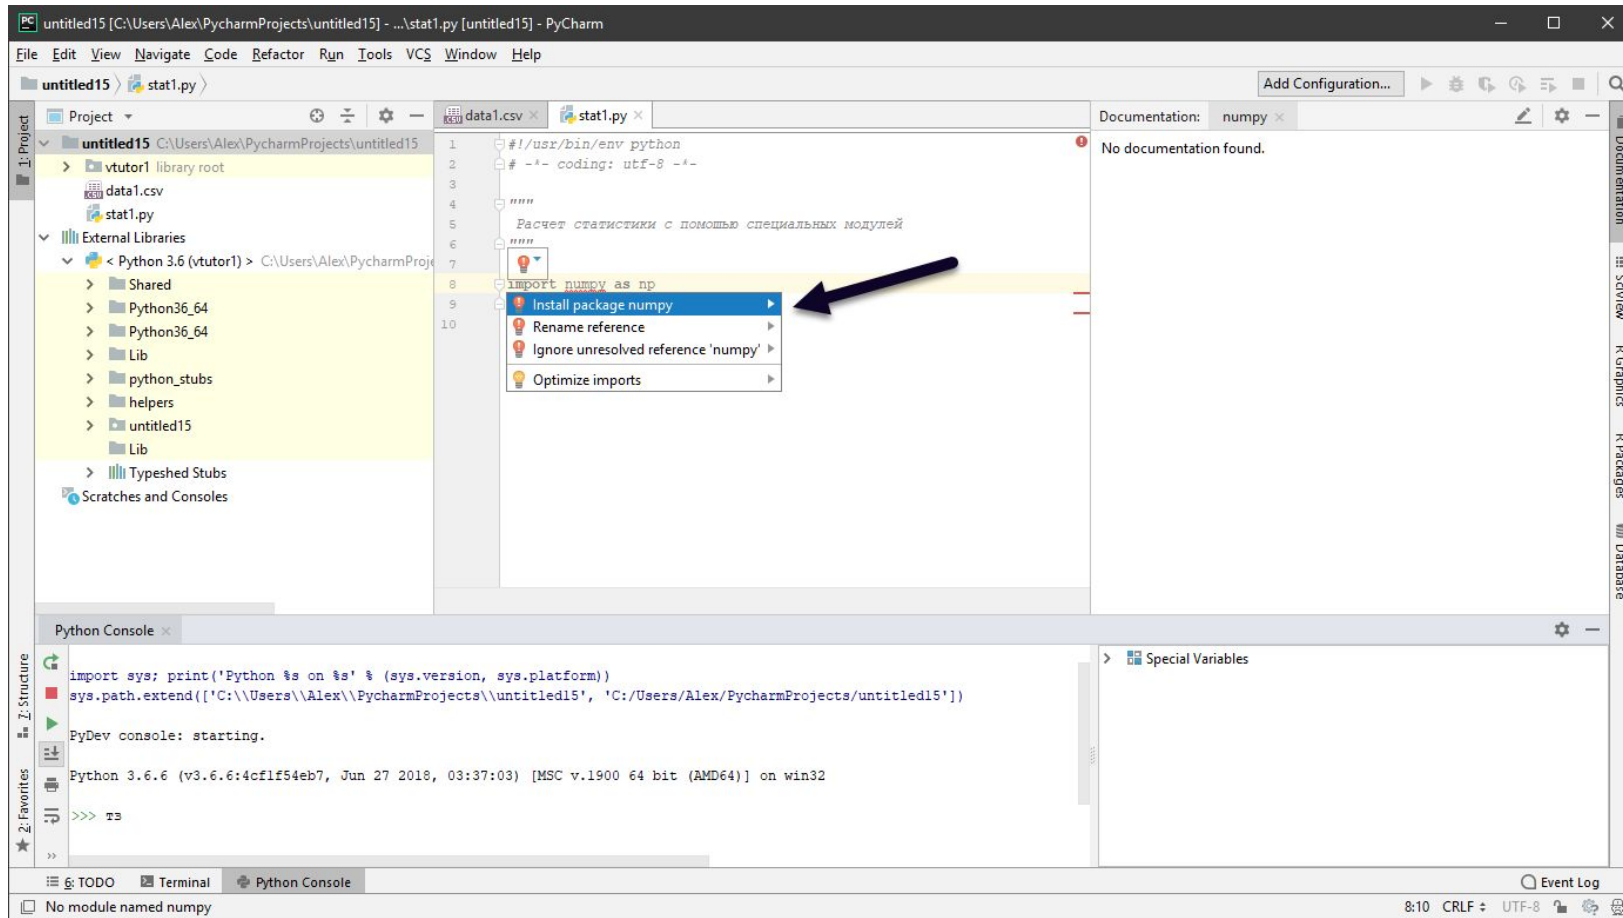 untitled15 [C:\Users\Alex\PycharmProjects\untitled15] - ...\stat1.py [untitled15] - PyCharm
File Edit View Navigate Code Refactor Run Tools VCS Window Help
untitled15 stat1.py Add Configuration...
1: Project
Project
untitled15 C:\Users\Alex\PycharmProjects\untitled15
vtutor1 library root
data1.csv
stat1.py
External Libraries
< Python 3.6 (vtutor1) > C:\Users\Alex\PycharmProje
Shared
Python36_64
Python36_64
Lib
python_stubs
helpers
untitled15
Lib
Typeshed Stubs
Scratches and Consoles
data1.csv stat1.py
1 #!/usr/bin/env python
2 # -*- coding: utf-8 -*-
3
4 """
5 Расчет статистики с помощью специальных модулей
6 """
7
8 import numpy as np
9
10
Install package numpy
Rename reference
Ignore unresolved reference 'numpy'
Optimize imports
Documentation: numpy
No documentation found.
Documentation
SciView
R Graphics
R Packages
Database
Python Console
import sys; print('Python %s on %s' % (sys.version, sys.platform))
sys.path.extend(['C:\\Users\\Alex\\PycharmProjects\\untitled15', 'C:/Users/Alex/PycharmProjects/untitled15'])
PyDev console: starting.
Python 3.6.6 (v3.6.6:4cf1f54eb7, Jun 27 2018, 03:37:03) [MSC v.1900 64 bit (AMD64)] on win32
>>> тз
Special Variables
7: Structure
2: Favorites
6: TODO Terminal Python Console Event Log
No module named numpy 8:10 CRLF UTF-8